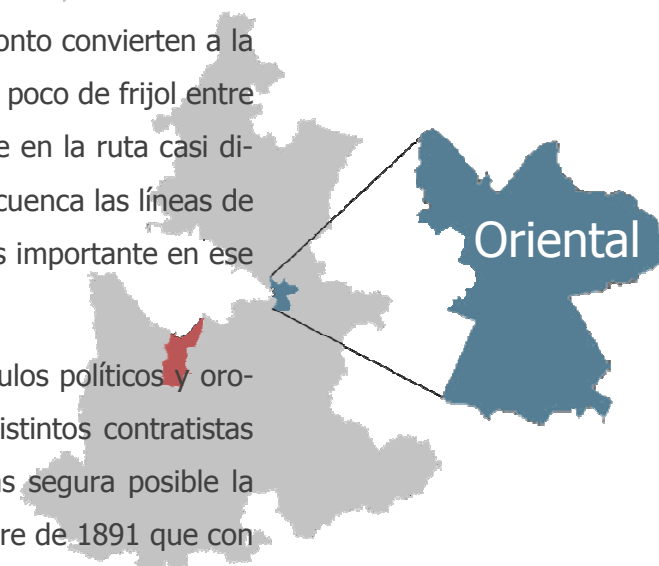 onto convierten a la
poco de frijol entre
e en la ruta casi di-
cuenca las líneas de
s importante en ese
Oriental
ulos políticos y oro-
istintos contratistas
s segura posible la
re de 1891 que con